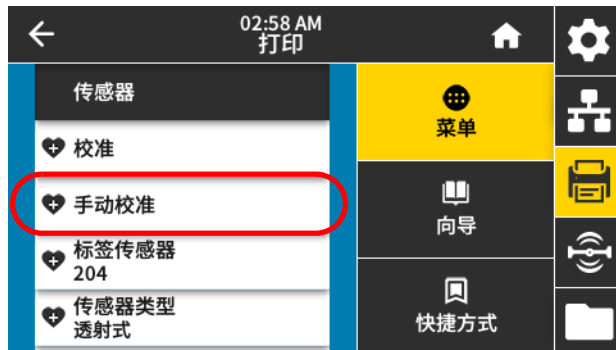 02:58 AM
打印
传感器
校准
手动校准
标签传感器
204
传感器类型
透射式
菜单
向导
快捷方式